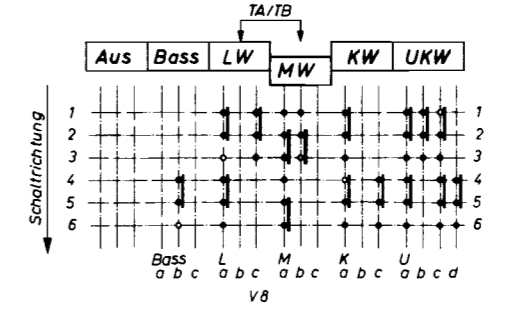 TA/TB
Aus Bass LW MW KW UKW
Schaltrichtung
1 1
2 2
3 3
4 4
5 5
6 6
Bass L M K U
a b c a b c a b c a b c a b c d
V8